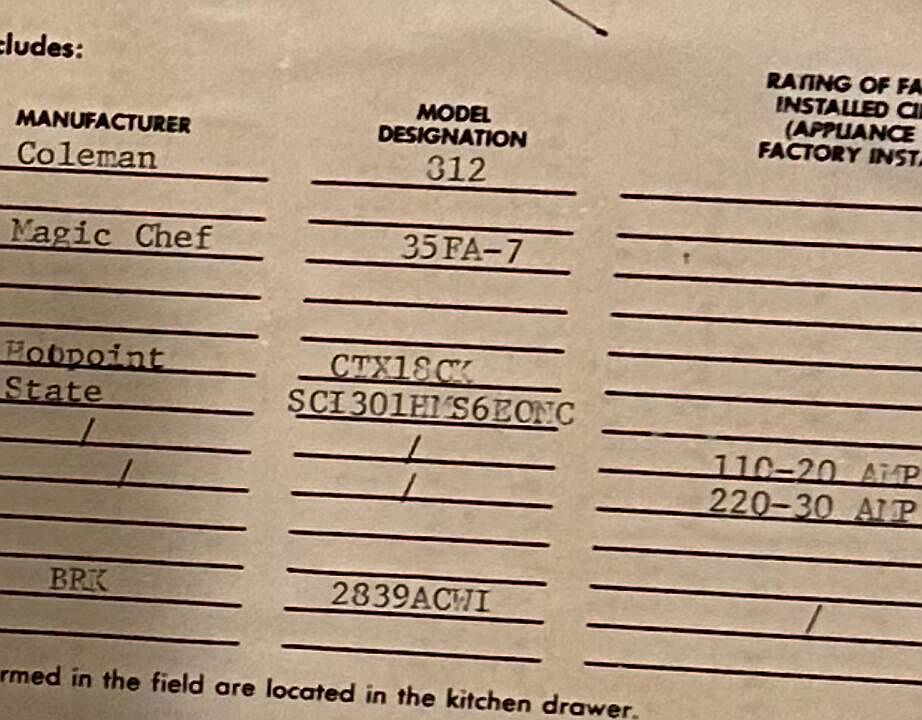 cludes:
MANUFACTURER
MODEL
DESIGNATION
RATING OF FA
INSTALLED CI
(APPLIANCE
FACTORY INSTA
Coleman 312
Magic Chef 35FA-7
Hotpoint CTX18CK
State SCI301HMS6EONC
/ / 110-20 AMP
/ / 220-30 AMP
BRK 2839ACWI /
rmed in the field are located in the kitchen drawer.